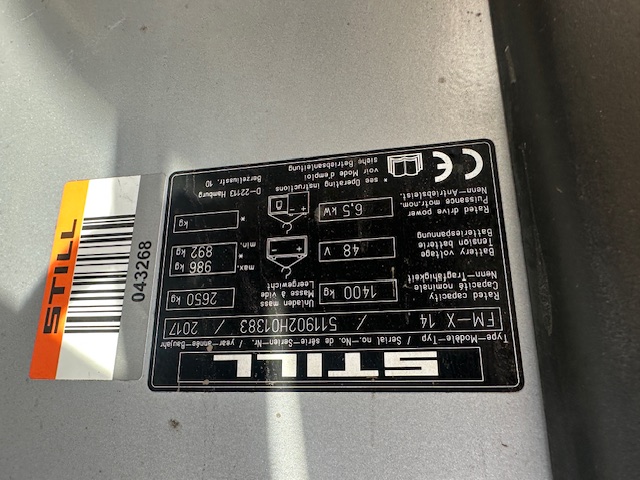 STILL
Type-Modèle-Typ / Serial no.-No. de série-Serien-Nr. / year-année-Baujahr
FM-X 14 / 511902H01383 / 2017
Rated capacity
Capacité nominale
Nenn-Tragfähigkeit
1400 kg
Unladen mass
Masse à vide
Leergewicht
2650 kg
Battery voltage
Tension batterie
Batteriespannung
48 V
max. 986 kg
min. 892 kg
*
Rated drive power
Puissance motr.nom.
Nenn-Antriebsleist.
6,5 kW
* kg
CE
* see Operating instructions
voir Mode d'emploi
siehe Betriebsanleitung
D-22113 Hamburg
Berzeliusstr. 10
STILL
043268